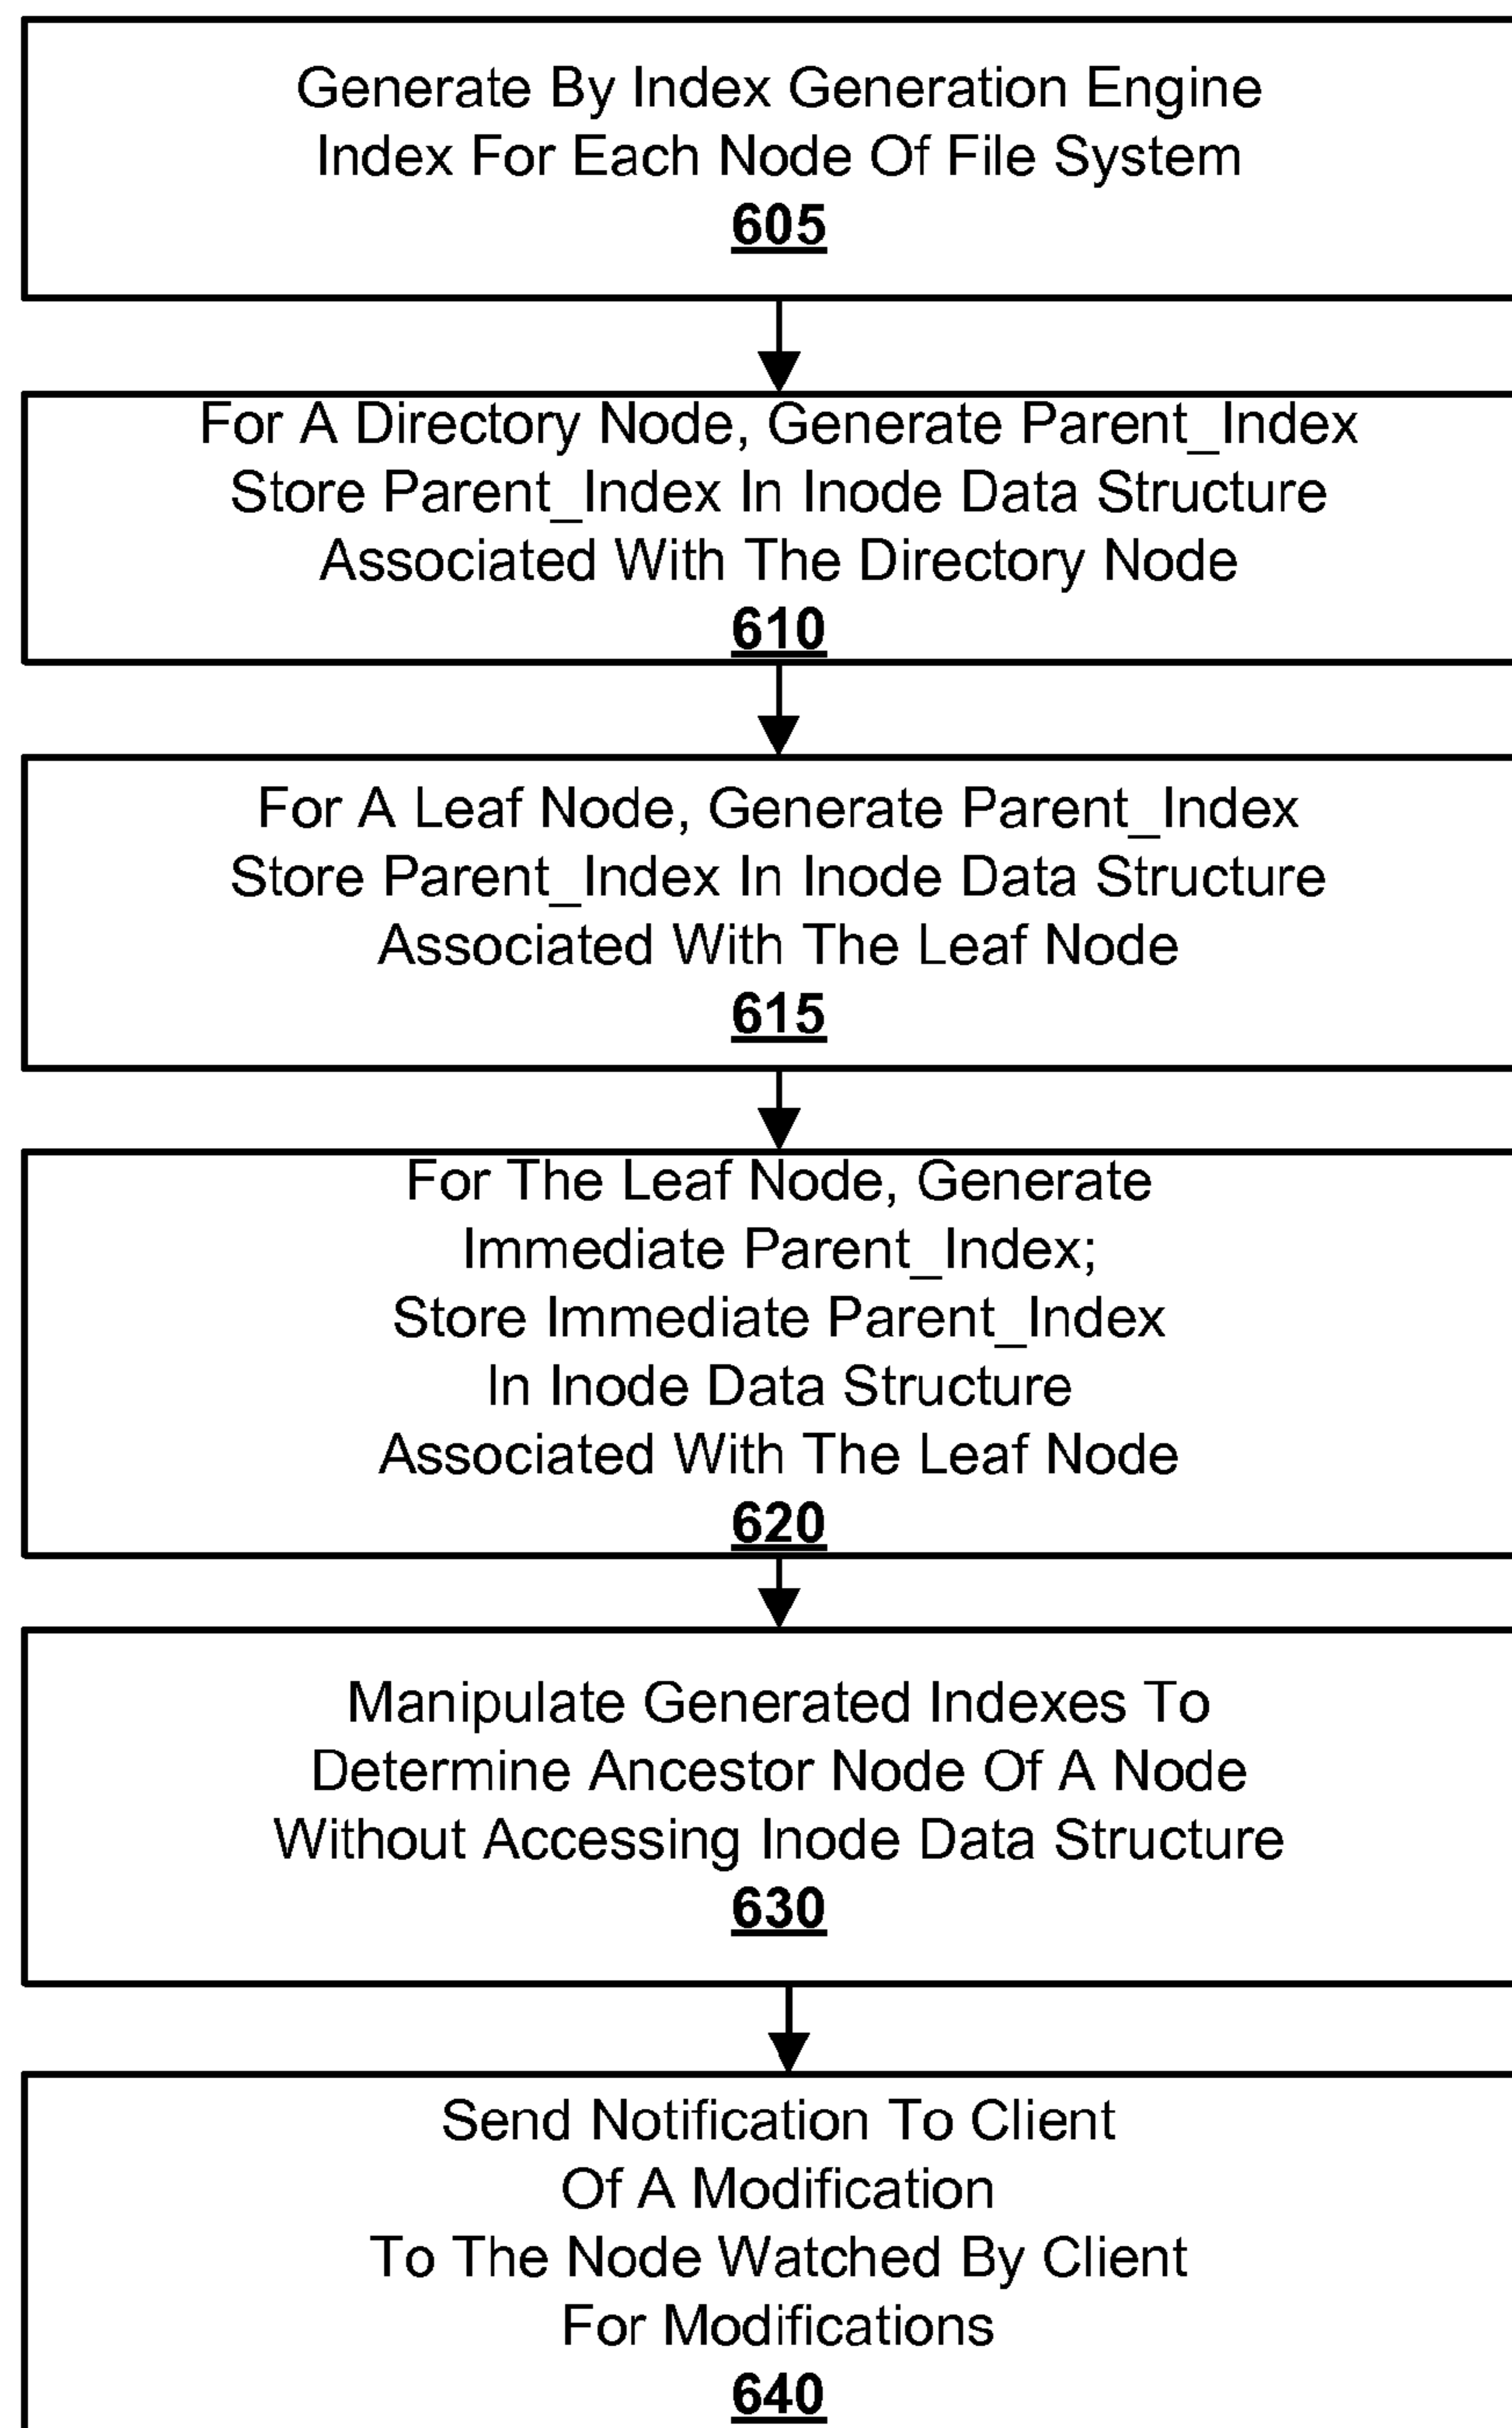 Generate By Index Generation Engine
Index For Each Node Of File System
605
For A Directory Node, Generate Parent_Index
Store Parent_Index In Inode Data Structure
Associated With The Directory Node
610
For A Leaf Node, Generate Parent_Index
Store Parent_Index In Inode Data Structure
Associated With The Leaf Node
615
For The Leaf Node, Generate
Immediate Parent_Index;
Store Immediate Parent_Index
In Inode Data Structure
Associated With The Leaf Node
620
Manipulate Generated Indexes To
Determine Ancestor Node Of A Node
Without Accessing Inode Data Structure
630
Send Notification To Client
Of A Modification
To The Node Watched By Client
For Modifications
640